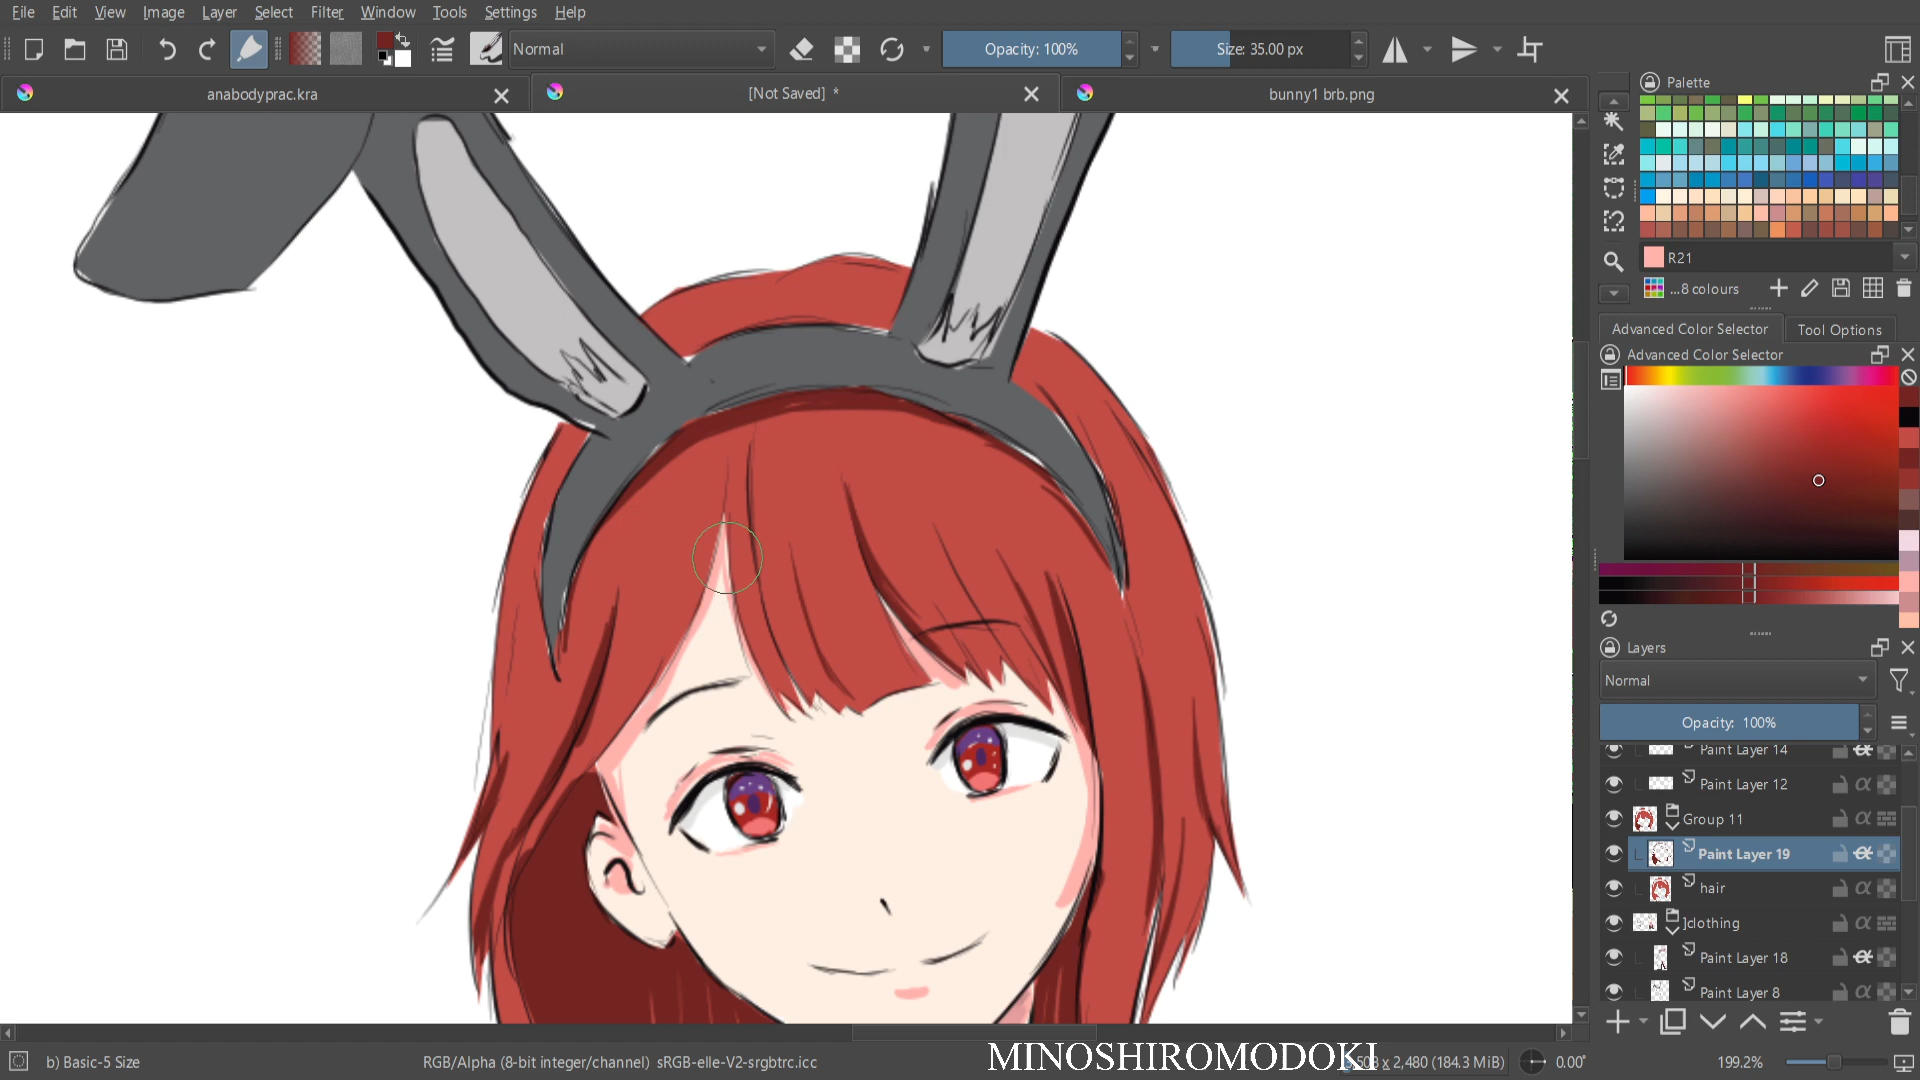 File Edit View Image Layer Select Filter Window Tools Settings Help
Normal Opacity: 100% Size: 35.00 px
anabodyprac.kra [Not Saved] * bunny1 brb.png
Palette
R21
...8 colours
Advanced Color Selector Tool Options
Advanced Color Selector
Layers
Normal
Opacity: 100%
Paint Layer 14
Paint Layer 12
Group 11
Paint Layer 19
hair
]clothing
Paint Layer 18
Paint Layer 8
b) Basic-5 Size RGB/Alpha (8-bit integer/channel) sRGB-elle-V2-srgbtrc.icc MINOSHIROMODOKI x 2,480 (184.3 MiB) 0.00° 199.2%